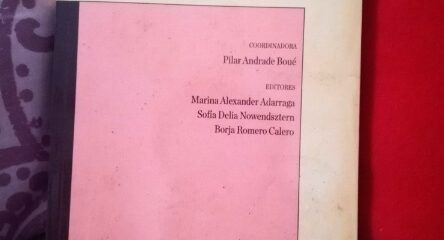 COORDINADORA
Pilar Andrade Boué
EDITORES
Marina Alexander Adarraga
Sofía Delia Nowendsztern
Borja Romero Calero